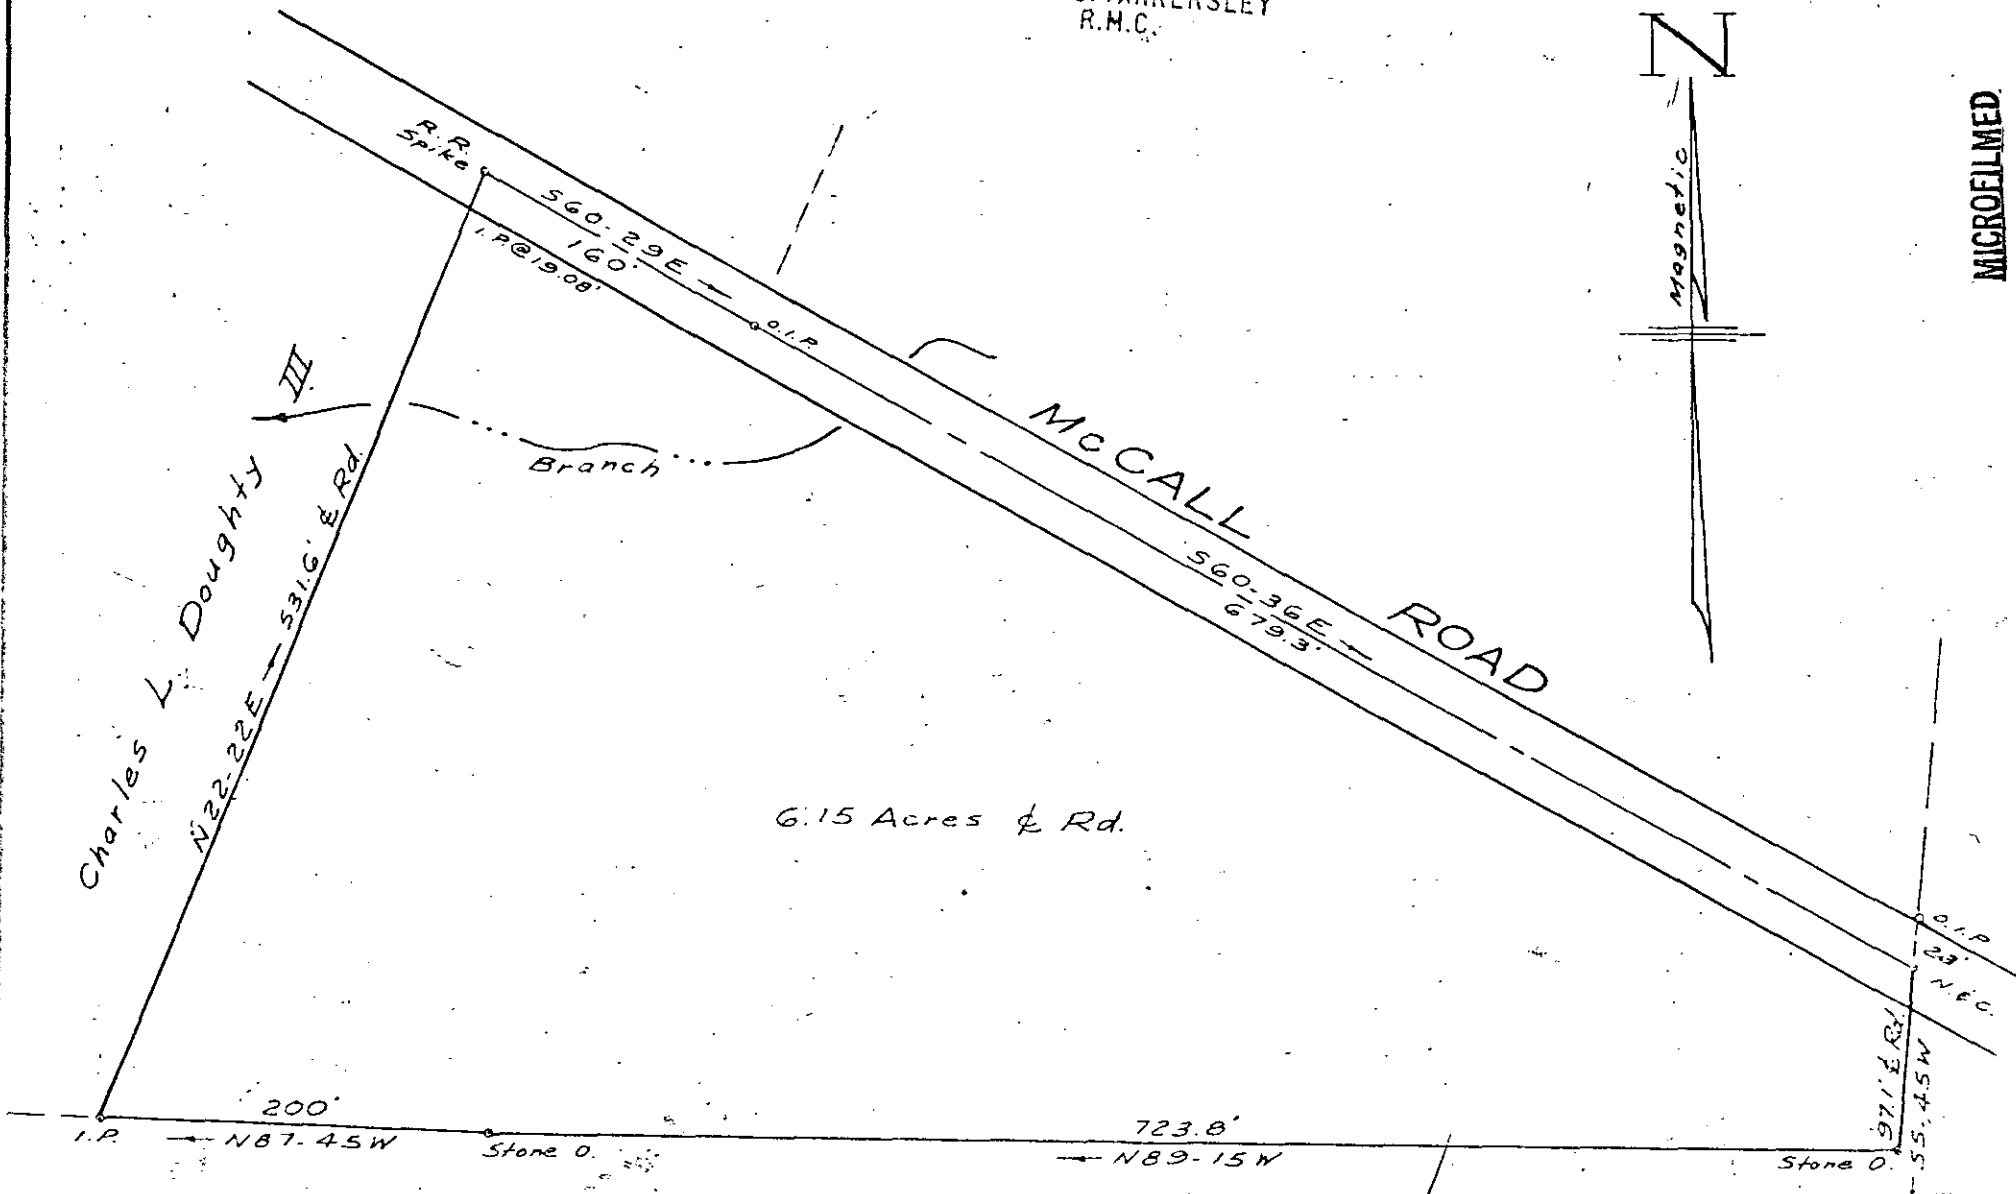 R.M.C.
N
Magnetic
MICROFILMED
R.R.
Spike
S60-29E
160'
I.P.@19.08'
O.I.P.
McCALL ROAD
Branch
Charles L. Doughty III.
N22-22E 531.6' ₵ Rd.
S60-36E
679.3'
6.15 Acres ₵ Rd.
O.I.P
23'
N.&C.
97.1' ₵ Rd.
S5-45W
200'
I.P.
N87-45W
Stone O.
723.8'
N89-15W
Stone O.